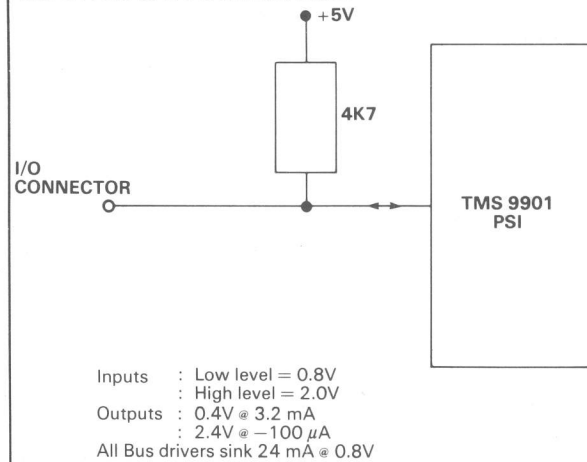 +5V
4K7
I/O
CONNECTOR
TMS 9901
PSI
Inputs : Low level = 0.8V
: High level = 2.0V
Outputs : 0.4V @ 3.2 mA
: 2.4V @ −100 μA
All Bus drivers sink 24 mA @ 0.8V